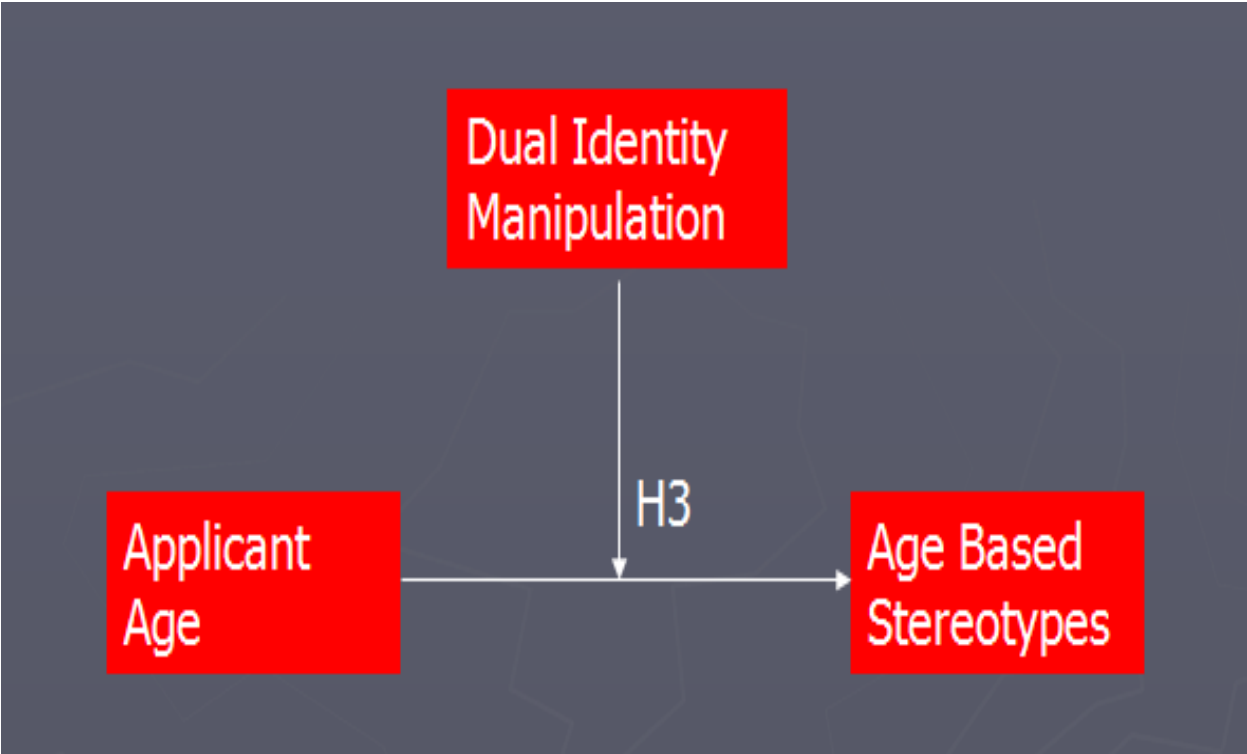 Dual Identity
Manipulation
H3
Applicant
Age
Age Based
Stereotypes